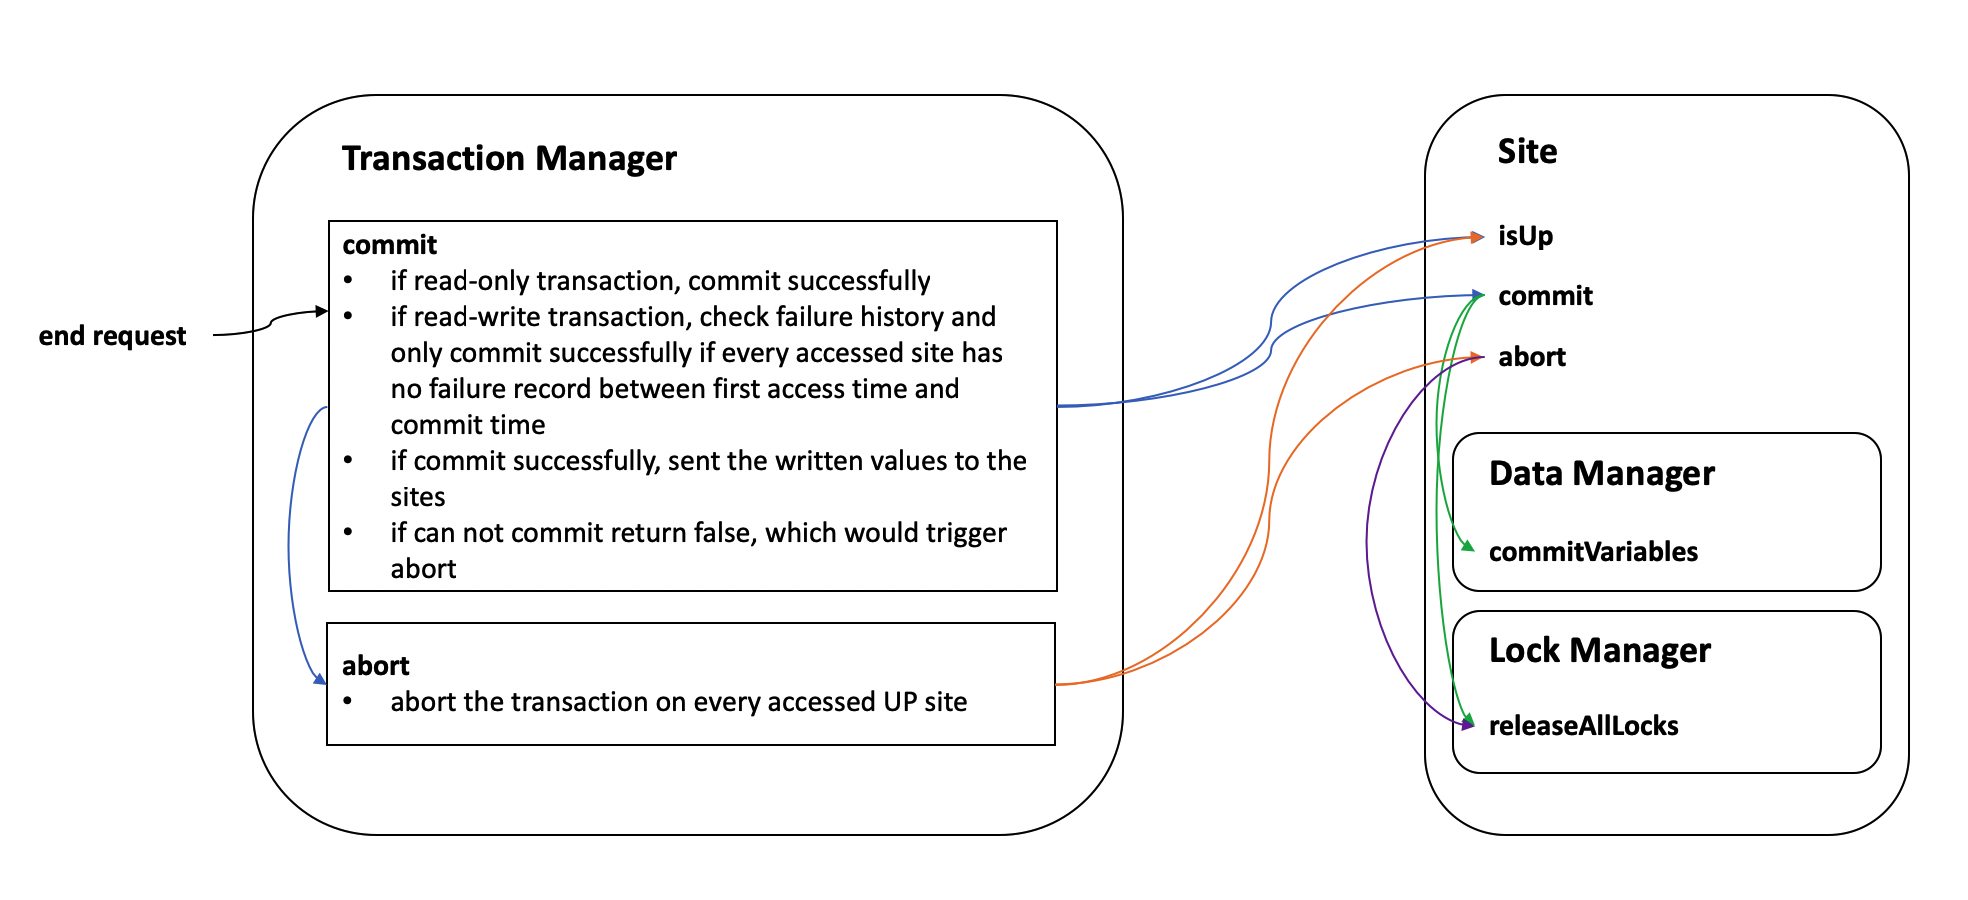 end request
Transaction Manager
commit
• if read-only transaction, commit successfully
• if read-write transaction, check failure history and
only commit successfully if every accessed site has
no failure record between first access time and
commit time
• if commit successfully, sent the written values to the
sites
• if can not commit return false, which would trigger
abort
abort
• abort the transaction on every accessed UP site
Site
isUp
commit
abort
Data Manager
commitVariables
Lock Manager
releaseAllLocks